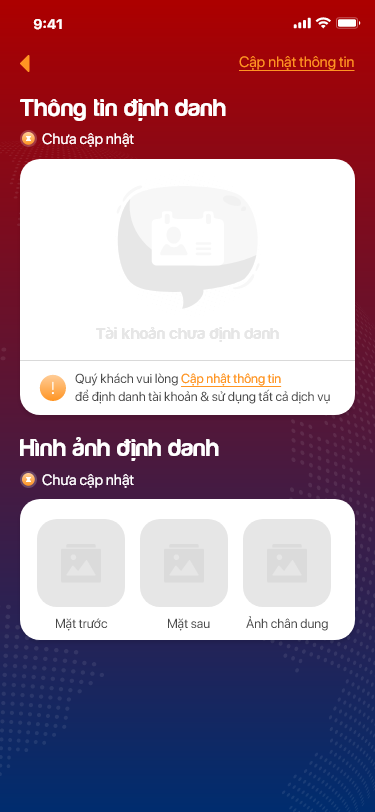 9:41
Cập nhật thông tin
Thông tin định danh
Chưa cập nhật
Tài khoản chưa định danh
Quý khách vui lòng Cập nhật thông tin
để định danh tài khoản & sử dụng tất cả dịch vụ
Hình ảnh định danh
Chưa cập nhật
Mặt trước
Mặt sau
Ảnh chân dung